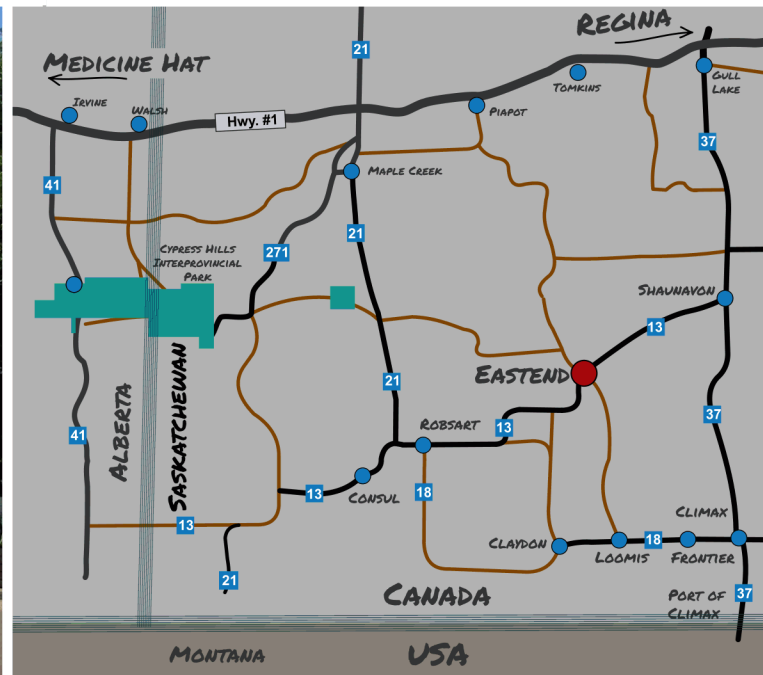 REGINA
21
MEDICINE HAT
GULL
LAKE
TOMKINS
IRVINE
WALSH
PIAPOT
Hwy. #1
37
MAPLE CREEK
41
21
271
CYPRESS HILLS
INTERPROVINCIAL
PARK
SHAUNAVON
13
EASTEND
21
ALBERTA
SASKATCHEWAN
37
41
ROBSART
13
13
CONSUL
18
CLIMAX
13
CLAYDON
LOOMIS
18
FRONTIER
21
CANADA
PORT OF
CLIMAX
37
MONTANA
USA